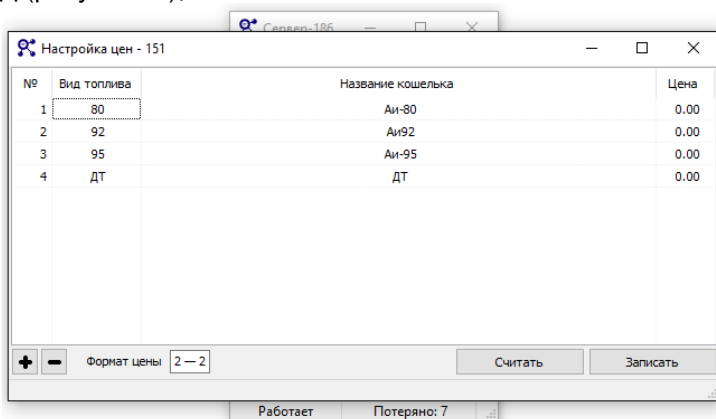 Сервер-186
Настройка цен - 151
№ Вид топлива Название кошелька Цена
1 80 Аи-80 0.00
2 92 Аи92 0.00
3 95 Аи-95 0.00
4 ДТ ДТ 0.00
Формат цены 2 — 2 Считать Записать
Работает Потеряно: 7